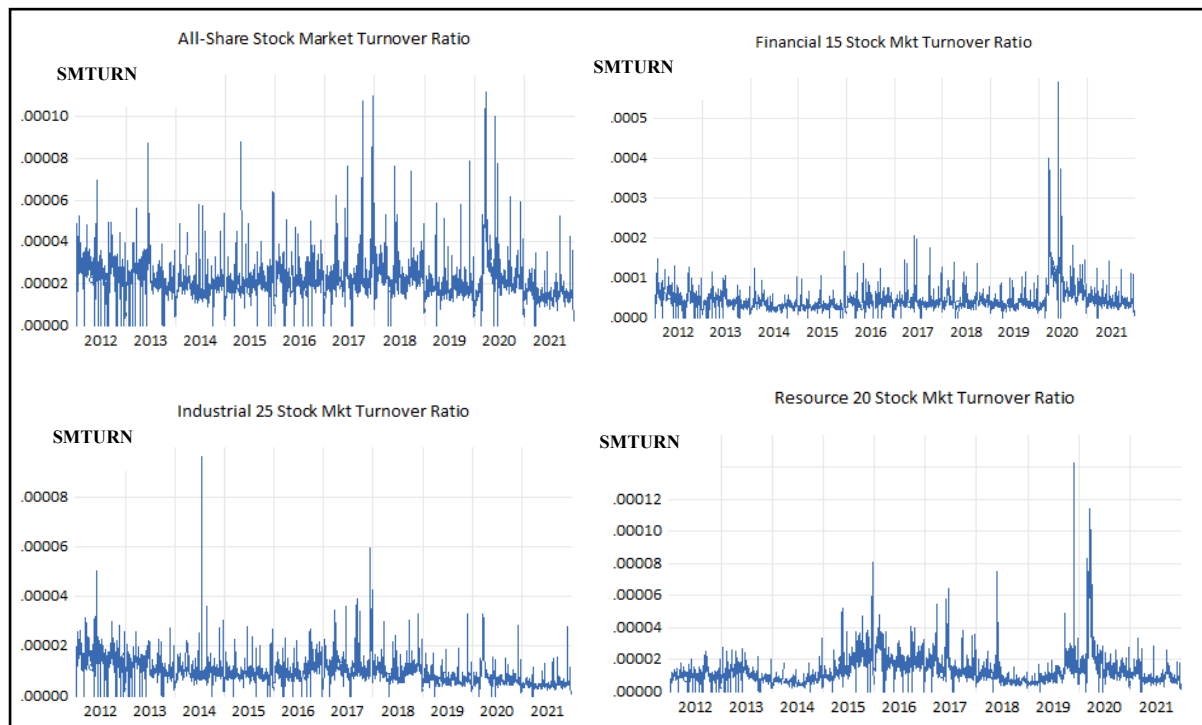 All-Share Stock Market Turnover Ratio
SMTURN
.00010
.00008
.00006
.00004
.00002
.00000
2012 2013 2014 2015 2016 2017 2018 2019 2020 2021
Financial 15 Stock Mkt Turnover Ratio
SMTURN
.0005
.0004
.0003
.0002
.0001
.0000
2012 2013 2014 2015 2016 2017 2018 2019 2020 2021
Industrial 25 Stock Mkt Turnover Ratio
SMTURN
.00008
.00006
.00004
.00002
.00000
2012 2013 2014 2015 2016 2017 2018 2019 2020 2021
Resource 20 Stock Mkt Turnover Ratio
SMTURN
.00012
.00010
.00008
.00006
.00004
.00002
.00000
2012 2013 2014 2015 2016 2017 2018 2019 2020 2021